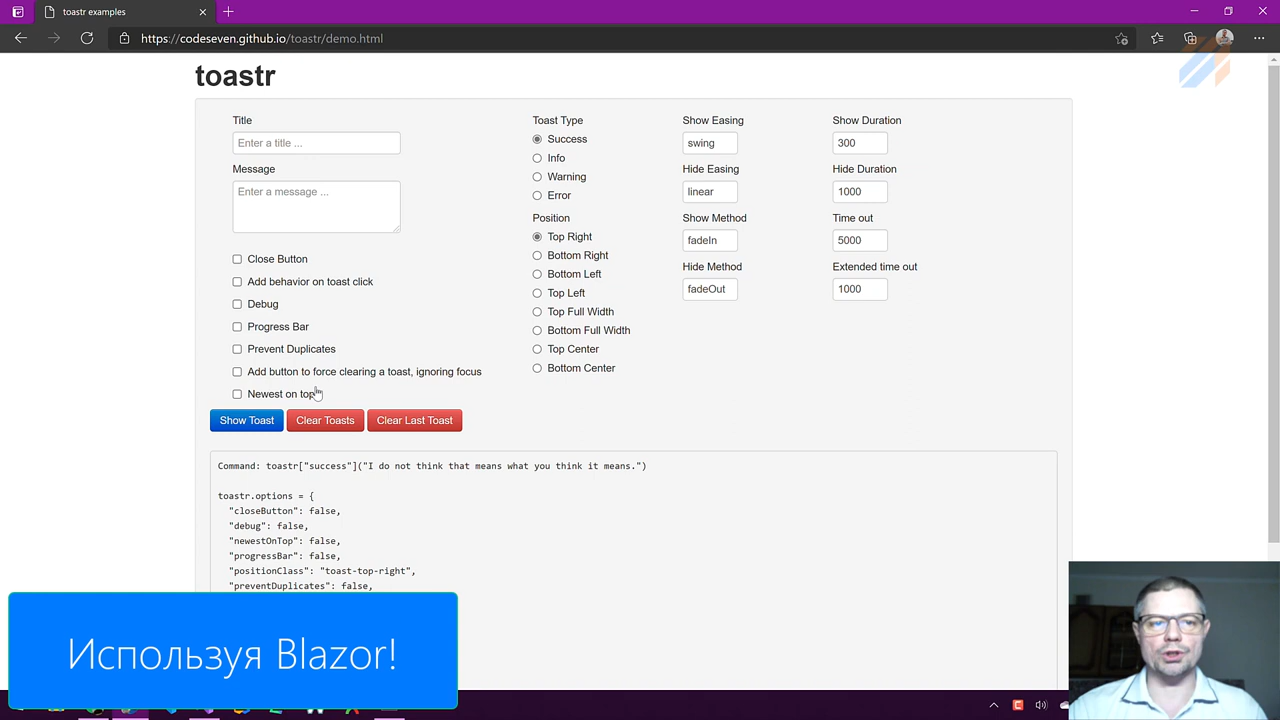 toastr examples
https://codeseven.github.io/toastr/demo.html
toastr
Title
Enter a title ...
Message
Enter a message ...
Close Button
Add behavior on toast click
Debug
Progress Bar
Prevent Duplicates
Add button to force clearing a toast, ignoring focus
Newest on top
Toast Type
Success
Info
Warning
Error
Position
Top Right
Bottom Right
Bottom Left
Top Left
Top Full Width
Bottom Full Width
Top Center
Bottom Center
Show Easing
swing
Hide Easing
linear
Show Method
fadeIn
Hide Method
fadeOut
Show Duration
300
Hide Duration
1000
Time out
5000
Extended time out
1000
Show Toast
Clear Toasts
Clear Last Toast
Command: toastr["success"]("I do not think that means what you think it means.")
toastr.options = {
"closeButton": false,
"debug": false,
"newestOnTop": false,
"progressBar": false,
"positionClass": "toast-top-right",
"preventDuplicates": false,
Используя Blazor!